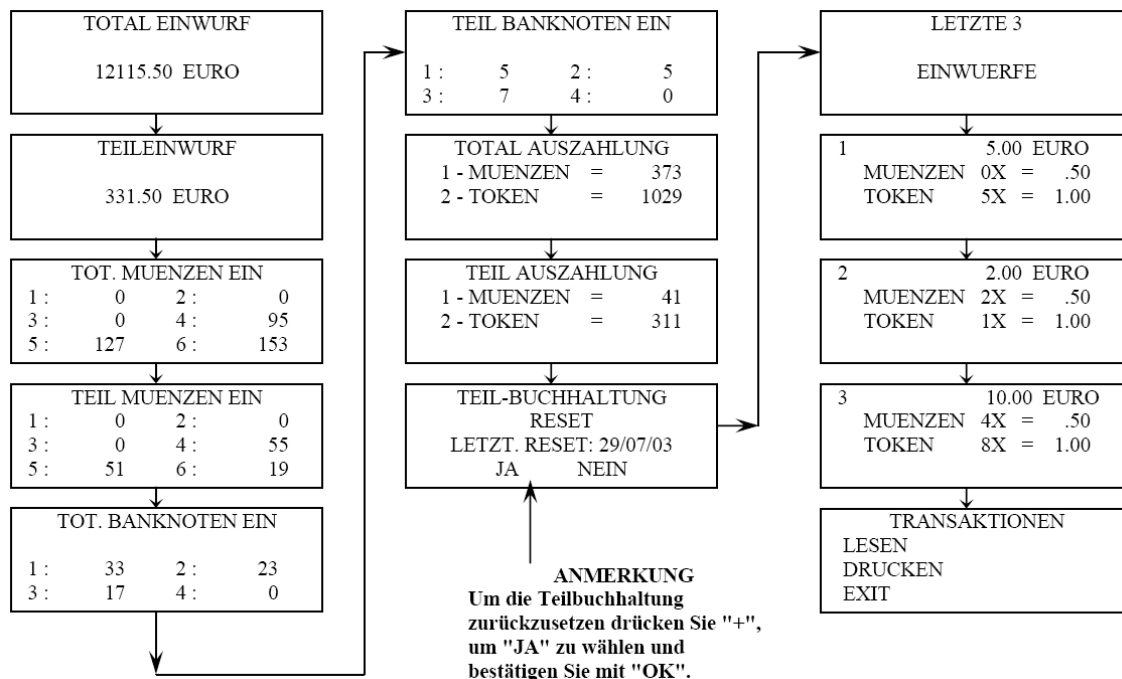 TOTAL EINWURF
12115.50 EURO
TEILEINWURF
331.50 EURO
TOT. MUENZEN EIN
1 : 0 2 : 0
3 : 0 4 : 95
5 : 127 6 : 153
TEIL MUENZEN EIN
1 : 0 2 : 0
3 : 0 4 : 55
5 : 51 6 : 19
TOT. BANKNOTEN EIN
1 : 33 2 : 23
3 : 17 4 : 0
TEIL BANKNOTEN EIN
1 : 5 2 : 5
3 : 7 4 : 0
TOTAL AUSZAHLUNG
1 - MUENZEN = 373
2 - TOKEN = 1029
TEIL AUSZAHLUNG
1 - MUENZEN = 41
2 - TOKEN = 311
TEIL-BUCHHALTUNG
RESET
LETZT. RESET: 29/07/03
JA NEIN
ANMERKUNG
Um die Teilbuchhaltung
zurückzusetzen drücken Sie "+",
um "JA" zu wählen und
bestätigen Sie mit "OK".
LETZTE 3
EINWUERFE
1 5.00 EURO
MUENZEN 0X = .50
TOKEN 5X = 1.00
2 2.00 EURO
MUENZEN 2X = .50
TOKEN 1X = 1.00
3 10.00 EURO
MUENZEN 4X = .50
TOKEN 8X = 1.00
TRANSAKTIONEN
LESEN
DRUCKEN
EXIT